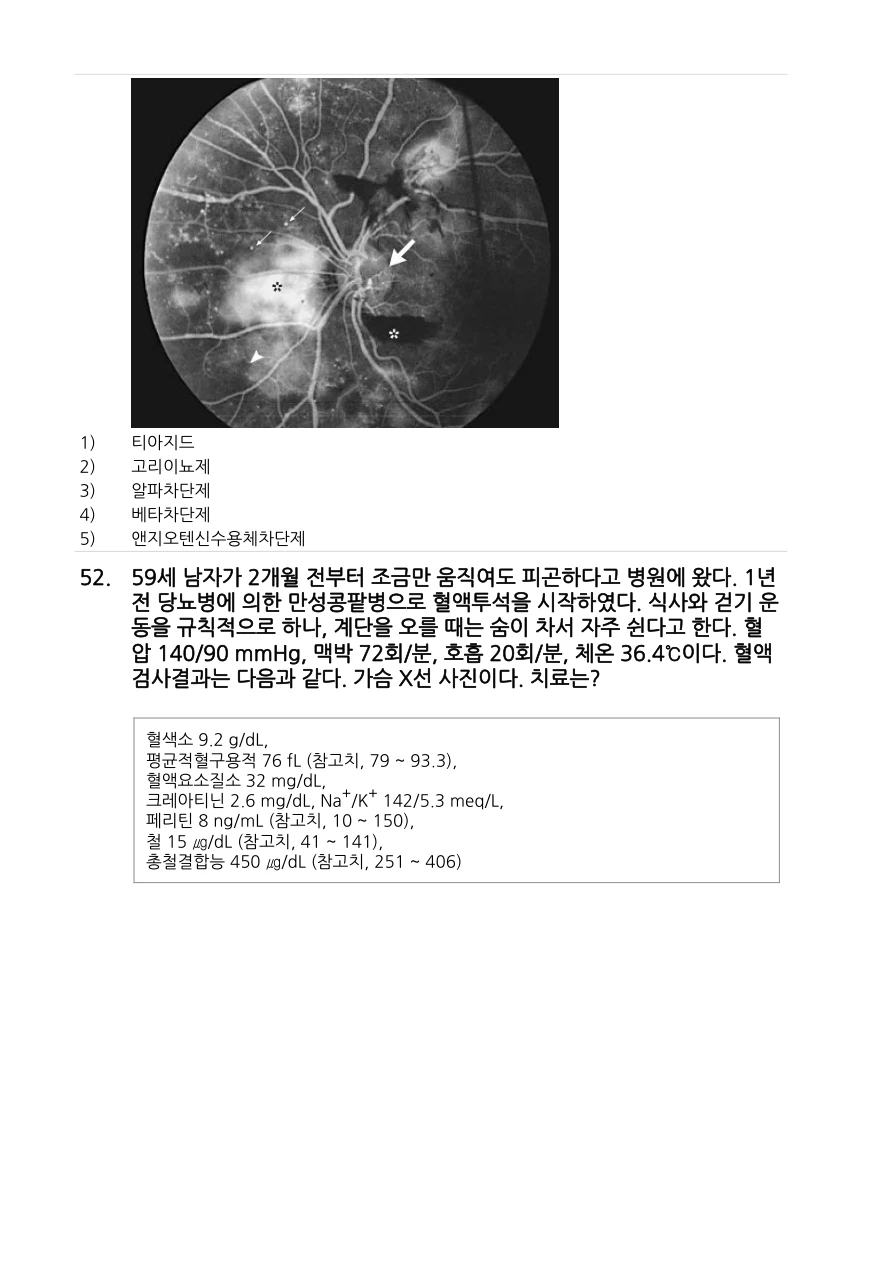 1) 티아지드
2) 고리이뇨제
3) 알파차단제
4) 베타차단제
5) 앤지오텐신수용체차단제
52. 59세 남자가 2개월 전부터 조금만 움직여도 피곤하다고 병원에 왔다. 1년
전 당뇨병에 의한 만성콩팥병으로 혈액투석을 시작하였다. 식사와 걷기 운
동을 규칙적으로 하나, 계단을 오를 때는 숨이 차서 자주 쉰다고 한다. 혈
압 140/90 mmHg, 맥박 72회/분, 호흡 20회/분, 체온 36.4℃이다. 혈액
검사결과는 다음과 같다. 가슴 X선 사진이다. 치료는?
혈색소 9.2 g/dL,
평균적혈구용적 76 fL (참고치, 79 ~ 93.3),
혈액요소질소 32 mg/dL,
크레아티닌 2.6 mg/dL, Na⁺/K⁺ 142/5.3 meq/L,
페리틴 8 ng/mL (참고치, 10 ~ 150),
철 15 ㎍/dL (참고치, 41 ~ 141),
총철결합능 450 ㎍/dL (참고치, 251 ~ 406)